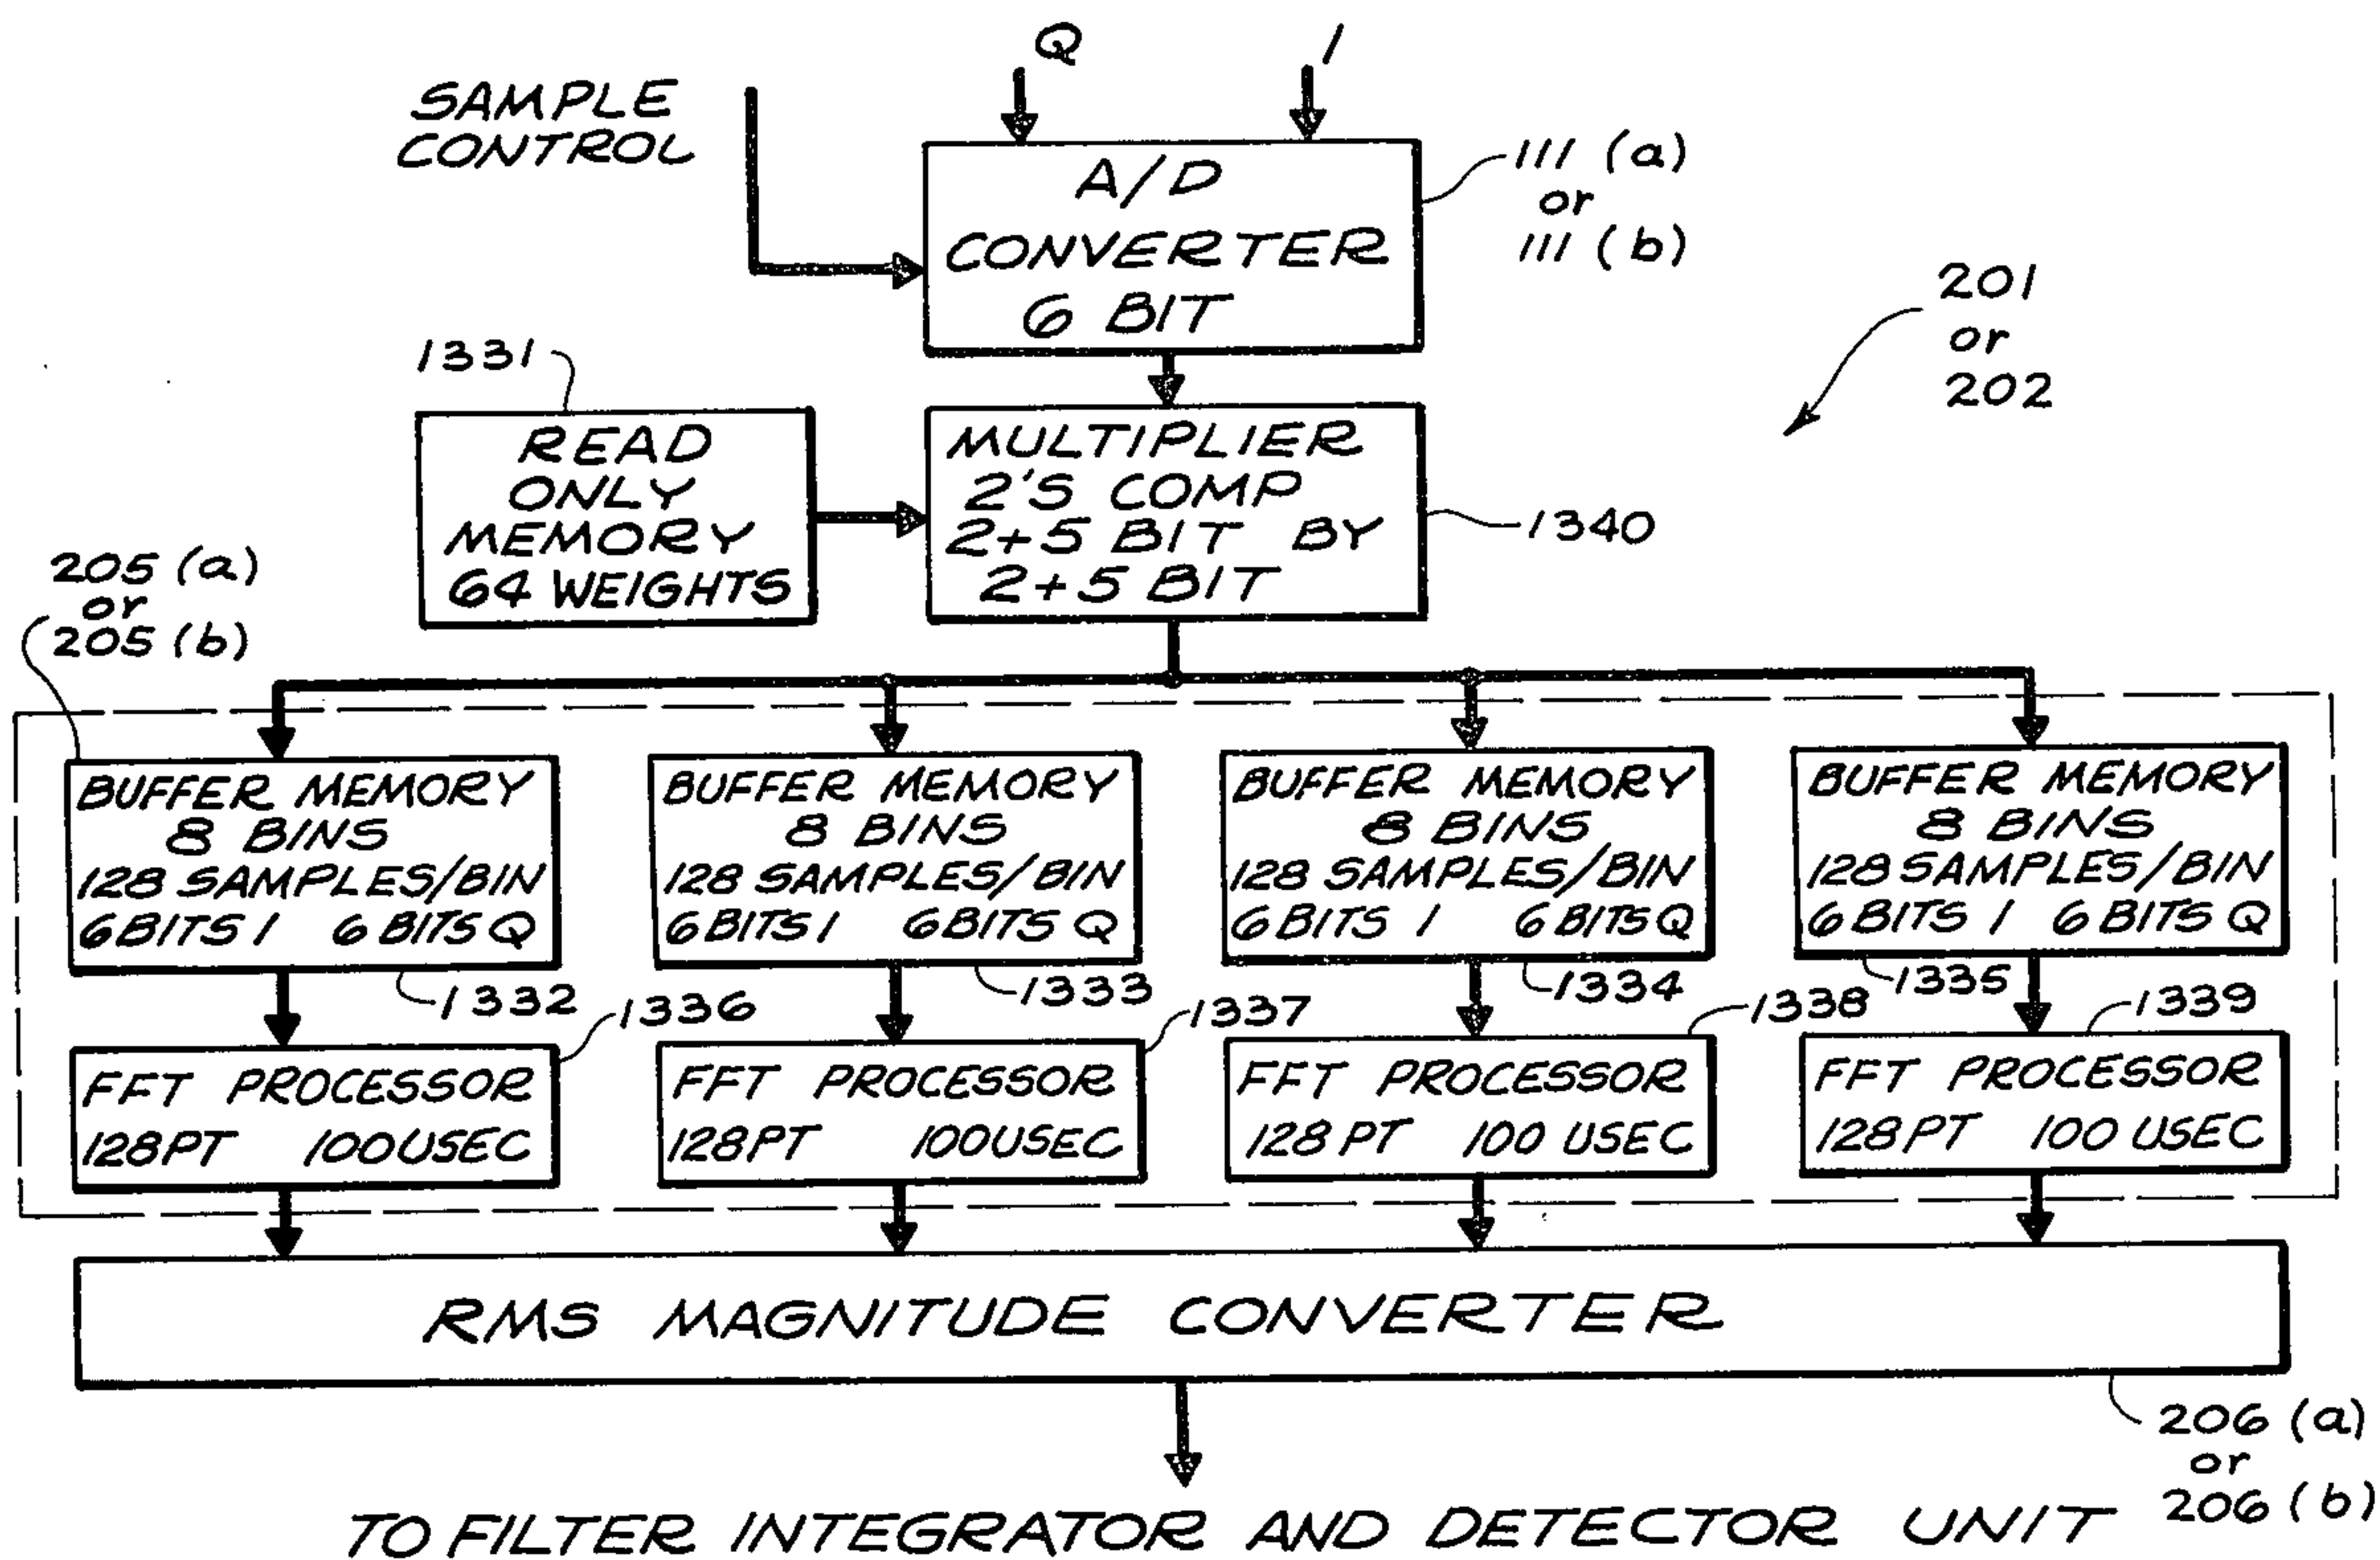 Q I
SAMPLE
CONTROL
A/D
CONVERTER
6 BIT
111 (a)
or
111 (b)
201
or
202
1331
READ
ONLY
MEMORY
64 WEIGHTS
MULTIPLIER
2'S COMP
2+5 BIT BY
2+5 BIT
1340
205 (a)
or
205 (b)
BUFFER MEMORY
8 BINS
128 SAMPLES/BIN
6 BITS I 6 BITS Q
1332
BUFFER MEMORY
8 BINS
128 SAMPLES/BIN
6 BITS I 6 BITS Q
1333
BUFFER MEMORY
8 BINS
128 SAMPLES/BIN
6 BITS I 6 BITS Q
1334
BUFFER MEMORY
8 BINS
128 SAMPLES/BIN
6 BITS I 6 BITS Q
1335
1336
FFT PROCESSOR
128 PT 100 USEC
1337
FFT PROCESSOR
128 PT 100 USEC
1338
FFT PROCESSOR
128 PT 100 USEC
1339
FFT PROCESSOR
128 PT 100 USEC
RMS MAGNITUDE CONVERTER
206 (a)
or
206 (b)
TO FILTER INTEGRATOR AND DETECTOR UNIT